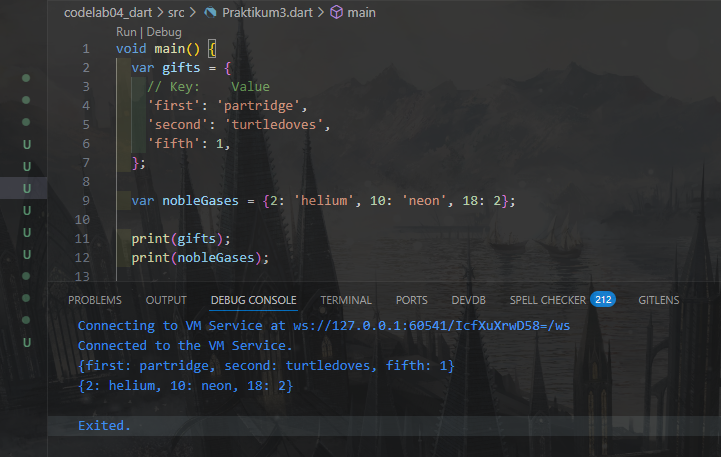 codelab04_dart > src > Praktikum3.dart > main
Run | Debug
1 void main() {
2 var gifts = {
3 // Key:    Value
4 'first': 'partridge',
5 'second': 'turtledoves',
6 'fifth': 1,
7 };
8
9 var nobleGases = {2: 'helium', 10: 'neon', 18: 2};
10
11 print(gifts);
12 print(nobleGases);
13
U
U
U
U
U
U
U
PROBLEMS OUTPUT DEBUG CONSOLE TERMINAL PORTS DEVDB SPELL CHECKER 212 GITLENS
Connecting to VM Service at ws://127.0.0.1:60541/IcfXuXrwD58=/ws
Connected to the VM Service.
{first: partridge, second: turtledoves, fifth: 1}
{2: helium, 10: neon, 18: 2}
Exited.